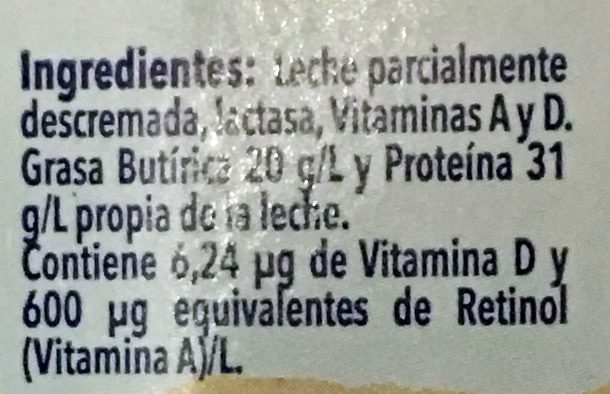 Ingredientes: Leche parcialmente
descremada, lactasa, Vitaminas A y D.
Grasa Butírica 20 g/L y Proteína 31
g/L propia de la leche.
Contiene 6,24 µg de Vitamina D y
600 µg equivalentes de Retinol
(Vitamina A)/L.